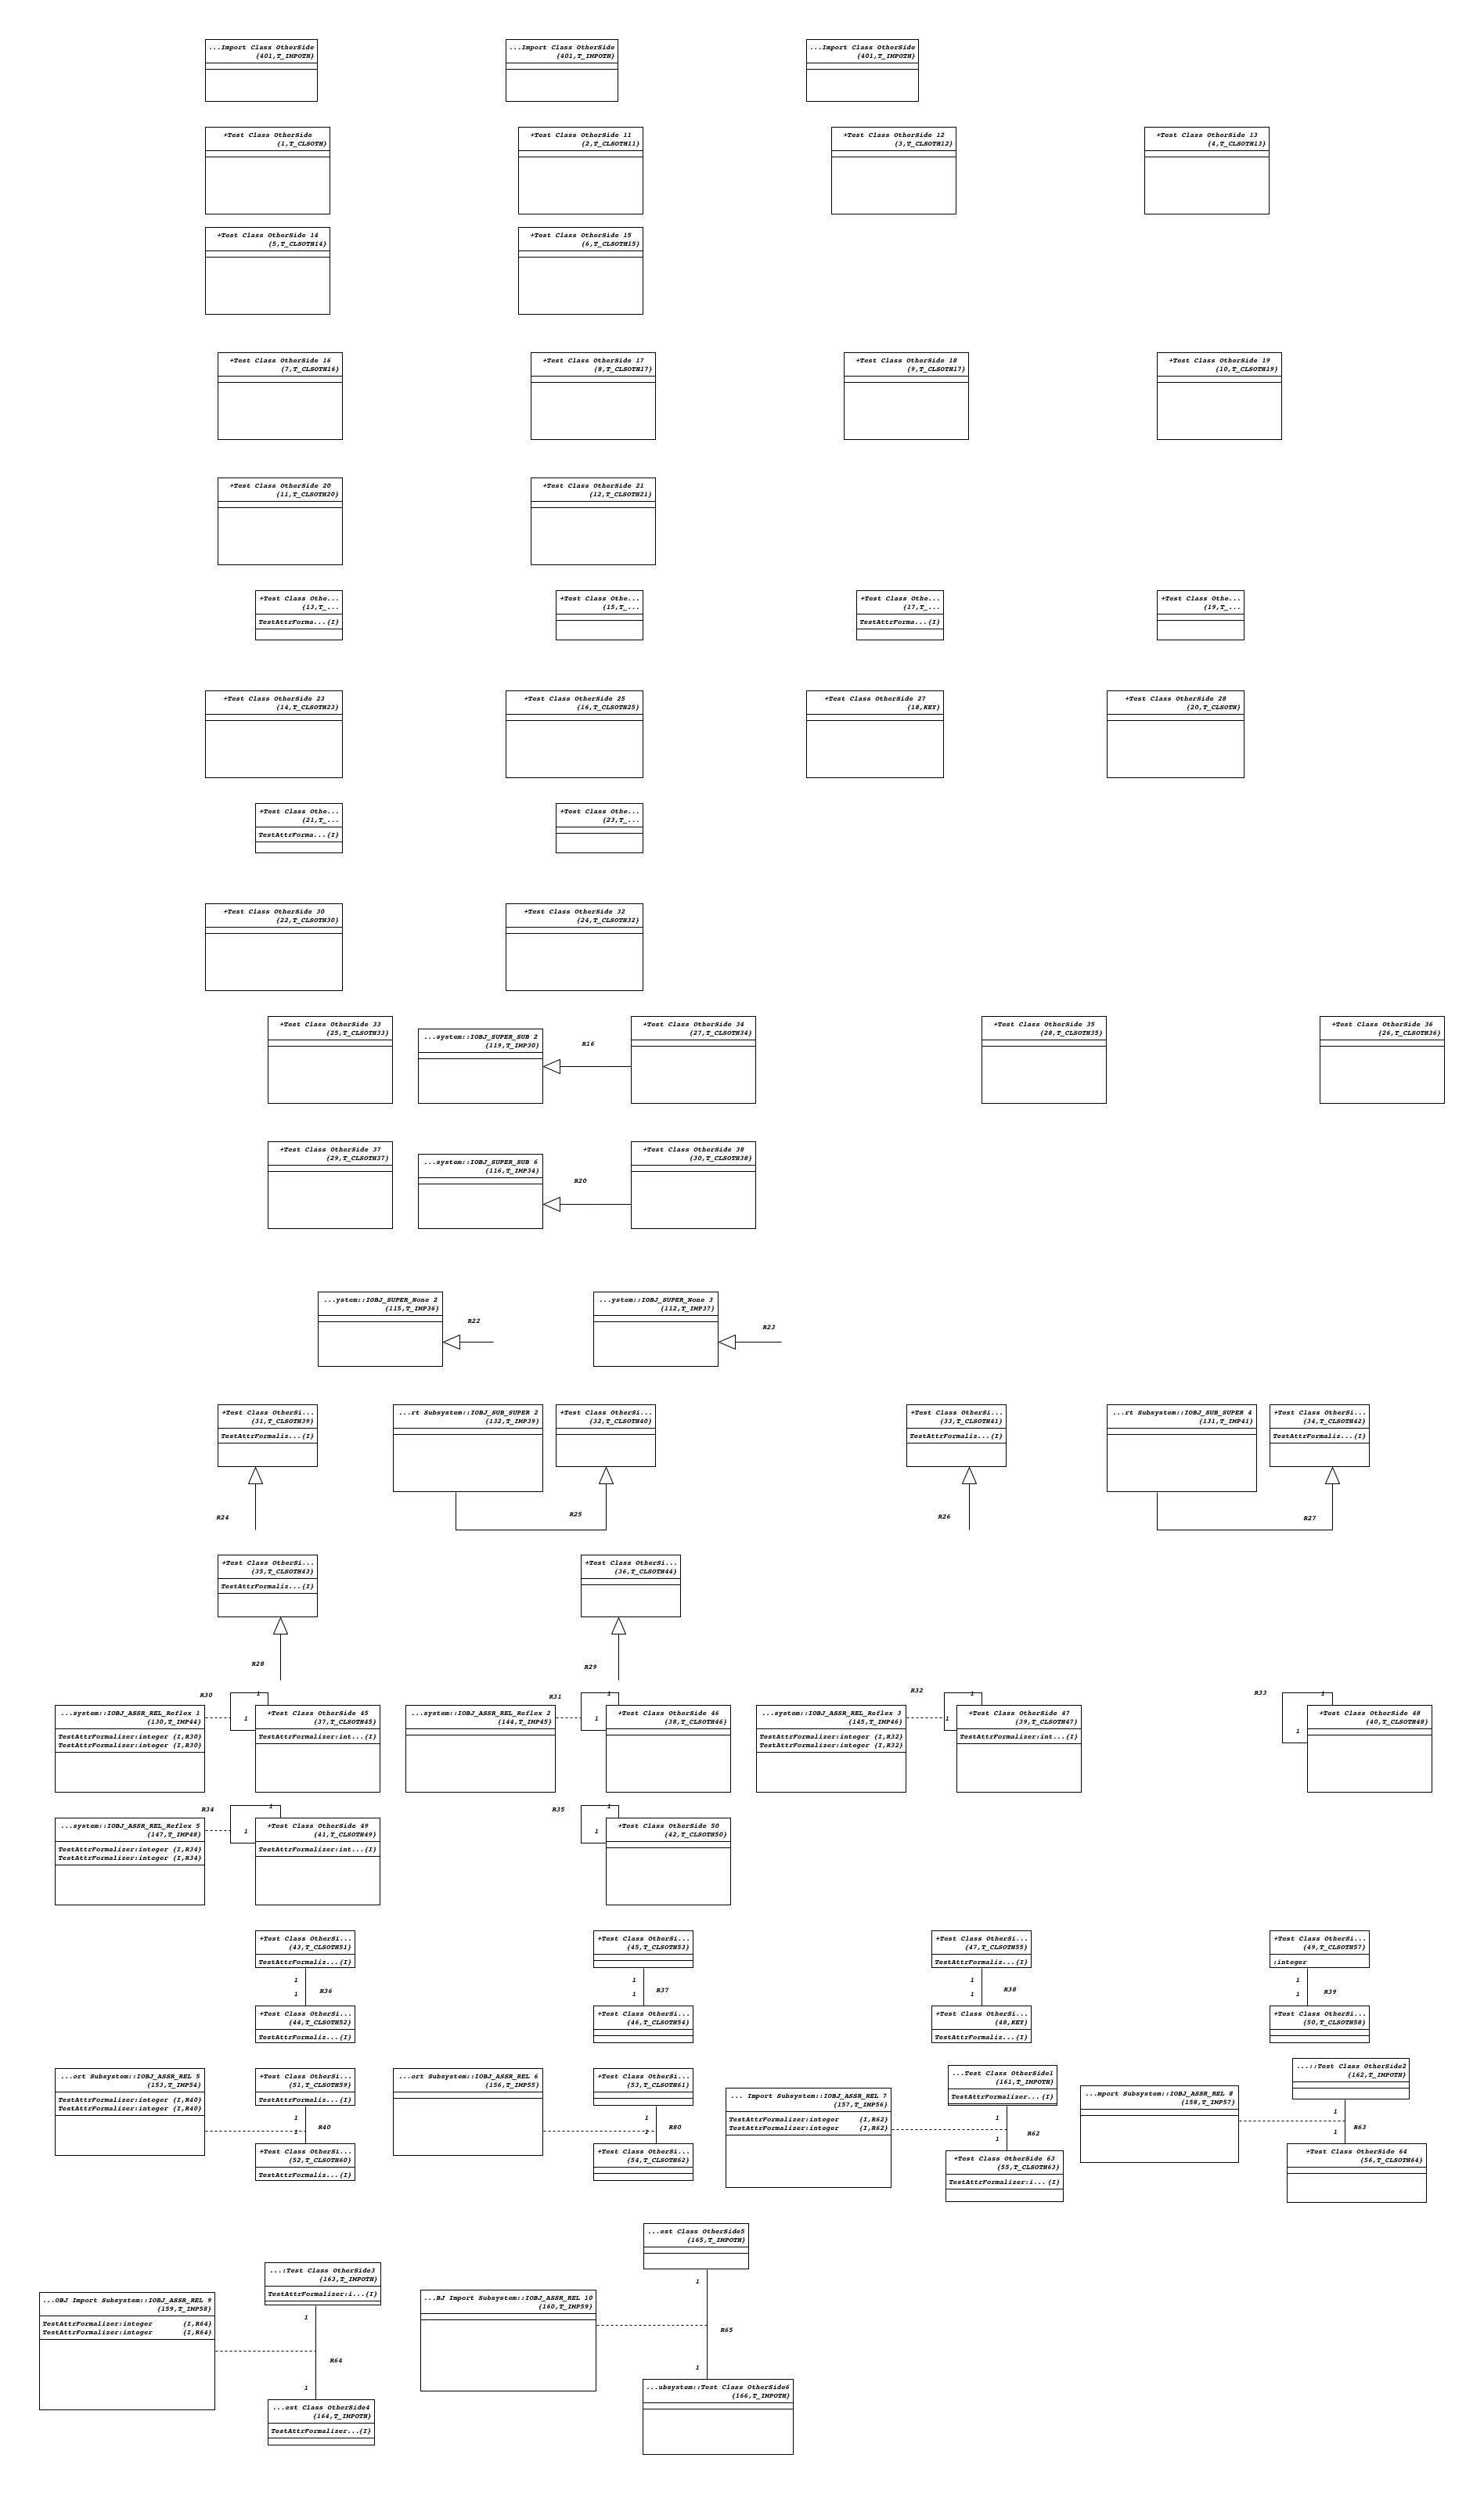 ...Import Class OtherSide
{401,T_IMPOTH}
...Import Class OtherSide
{401,T_IMPOTH}
...Import Class OtherSide
{401,T_IMPOTH}
+Test Class OtherSide
{1,T_CLSOTH}
+Test Class OtherSide 11
{2,T_CLSOTH11}
+Test Class OtherSide 12
{3,T_CLSOTH12}
+Test Class OtherSide 13
{4,T_CLSOTH13}
+Test Class OtherSide 14
{5,T_CLSOTH14}
+Test Class OtherSide 15
{6,T_CLSOTH15}
+Test Class OtherSide 16
{7,T_CLSOTH16}
+Test Class OtherSide 17
{8,T_CLSOTH17}
+Test Class OtherSide 18
{9,T_CLSOTH17}
+Test Class OtherSide 19
{10,T_CLSOTH19}
+Test Class OtherSide 20
{11,T_CLSOTH20}
+Test Class OtherSide 21
{12,T_CLSOTH21}
+Test Class Othe...
{13,T_...
TestAttrForma...{I}
+Test Class Othe...
{15,T_...
+Test Class Othe...
{17,T_...
TestAttrForma...{I}
+Test Class Othe...
{19,T_...
+Test Class OtherSide 23
{14,T_CLSOTH23}
+Test Class OtherSide 25
{16,T_CLSOTH25}
+Test Class OtherSide 27
{18,KEY}
+Test Class OtherSide 28
{20,T_CLSOTH}
+Test Class Othe...
{21,T_...
TestAttrForma...{I}
+Test Class Othe...
{23,T_...
+Test Class OtherSide 30
{22,T_CLSOTH30}
+Test Class OtherSide 32
{24,T_CLSOTH32}
+Test Class OtherSide 33
{25,T_CLSOTH33}
...system::IOBJ_SUPER_SUB 2
{119,T_IMP30}
R16
+Test Class OtherSide 34
{27,T_CLSOTH34}
+Test Class OtherSide 35
{28,T_CLSOTH35}
+Test Class OtherSide 36
{26,T_CLSOTH36}
+Test Class OtherSide 37
{29,T_CLSOTH37}
...system::IOBJ_SUPER_SUB 6
{116,T_IMP34}
R20
+Test Class OtherSide 38
{30,T_CLSOTH38}
...ystem::IOBJ_SUPER_None 2
{115,T_IMP36}
R22
...ystem::IOBJ_SUPER_None 3
{112,T_IMP37}
R23
+Test Class OtherSi...
{31,T_CLSOTH39}
TestAttrFormaliz...{I}
R24
...rt Subsystem::IOBJ_SUB_SUPER 2
{132,T_IMP39}
+Test Class OtherSi...
{32,T_CLSOTH40}
R25
+Test Class OtherSi...
{33,T_CLSOTH41}
TestAttrFormaliz...{I}
R26
...rt Subsystem::IOBJ_SUB_SUPER 4
{131,T_IMP41}
+Test Class OtherSi...
{34,T_CLSOTH42}
TestAttrFormaliz...{I}
R27
+Test Class OtherSi...
{35,T_CLSOTH43}
TestAttrFormaliz...{I}
R28
+Test Class OtherSi...
{36,T_CLSOTH44}
R29
...system::IOBJ_ASSR_REL_Reflex 1
{130,T_IMP44}
TestAttrFormalizer:integer {I,R30}
TestAttrFormalizer:integer {I,R30}
R30
1
1
+Test Class OtherSide 45
{37,T_CLSOTH45}
TestAttrFormalizer:int...{I}
...system::IOBJ_ASSR_REL_Reflex 2
{144,T_IMP45}
R31
1
1
+Test Class OtherSide 46
{38,T_CLSOTH46}
...system::IOBJ_ASSR_REL_Reflex 3
{145,T_IMP46}
TestAttrFormalizer:integer {I,R32}
TestAttrFormalizer:integer {I,R32}
R32
1
1
+Test Class OtherSide 47
{39,T_CLSOTH47}
TestAttrFormalizer:int...{I}
R33
1
1
+Test Class OtherSide 48
{40,T_CLSOTH48}
...system::IOBJ_ASSR_REL_Reflex 5
{147,T_IMP48}
TestAttrFormalizer:integer {I,R34}
TestAttrFormalizer:integer {I,R34}
R34
1
1
+Test Class OtherSide 49
{41,T_CLSOTH49}
TestAttrFormalizer:int...{I}
R35
1
1
+Test Class OtherSide 50
{42,T_CLSOTH50}
+Test Class OtherSi...
{43,T_CLSOTH51}
TestAttrFormaliz...{I}
1
R36
1
+Test Class OtherSi...
{44,T_CLSOTH52}
TestAttrFormaliz...{I}
+Test Class OtherSi...
{45,T_CLSOTH53}
1
R37
1
+Test Class OtherSi...
{46,T_CLSOTH54}
+Test Class OtherSi...
{47,T_CLSOTH55}
TestAttrFormaliz...{I}
1
R38
1
+Test Class OtherSi...
{48,KEY}
TestAttrFormaliz...{I}
+Test Class OtherSi...
{49,T_CLSOTH57}
:integer
1
R39
1
+Test Class OtherSi...
{50,T_CLSOTH58}
...ort Subsystem::IOBJ_ASSR_REL 5
{153,T_IMP54}
TestAttrFormalizer:integer {I,R40}
TestAttrFormalizer:integer {I,R40}
+Test Class OtherSi...
{51,T_CLSOTH59}
1
R40
1
+Test Class OtherSi...
{52,T_CLSOTH60}
TestAttrFormaliz...{I}
...ort Subsystem::IOBJ_ASSR_REL 6
{156,T_IMP55}
+Test Class OtherSi...
{53,T_CLSOTH61}
1
R80
1
+Test Class OtherSi...
{54,T_CLSOTH62}
... Import Subsystem::IOBJ_ASSR_REL 7
{157,T_IMP56}
TestAttrFormalizer:integer {I,R62}
TestAttrFormalizer:integer {I,R62}
...Test Class OtherSide1
{161,T_IMPOTH}
TestAttrFormalizer...{I}
1
R62
1
+Test Class OtherSide 63
{55,T_CLSOTH63}
TestAttrFormalizer:i...{I}
...mport Subsystem::IOBJ_ASSR_REL 8
{158,T_IMP57}
...::Test Class OtherSide2
{162,T_IMPOTH}
1
R63
1
+Test Class OtherSide 64
{56,T_CLSOTH64}
...OBJ Import Subsystem::IOBJ_ASSR_REL 9
{159,T_IMP58}
TestAttrFormalizer:integer {I,R64}
TestAttrFormalizer:integer {I,R64}
...:Test Class OtherSide3
{163,T_IMPOTH}
TestAttrFormalizer:i...{I}
1
R64
1
...est Class OtherSide4
{164,T_IMPOTH}
TestAttrFormalizer...{I}
...BJ Import Subsystem::IOBJ_ASSR_REL 10
{160,T_IMP59}
...est Class OtherSide5
{165,T_IMPOTH}
1
R65
1
...ubsystem::Test Class OtherSide6
{166,T_IMPOTH}